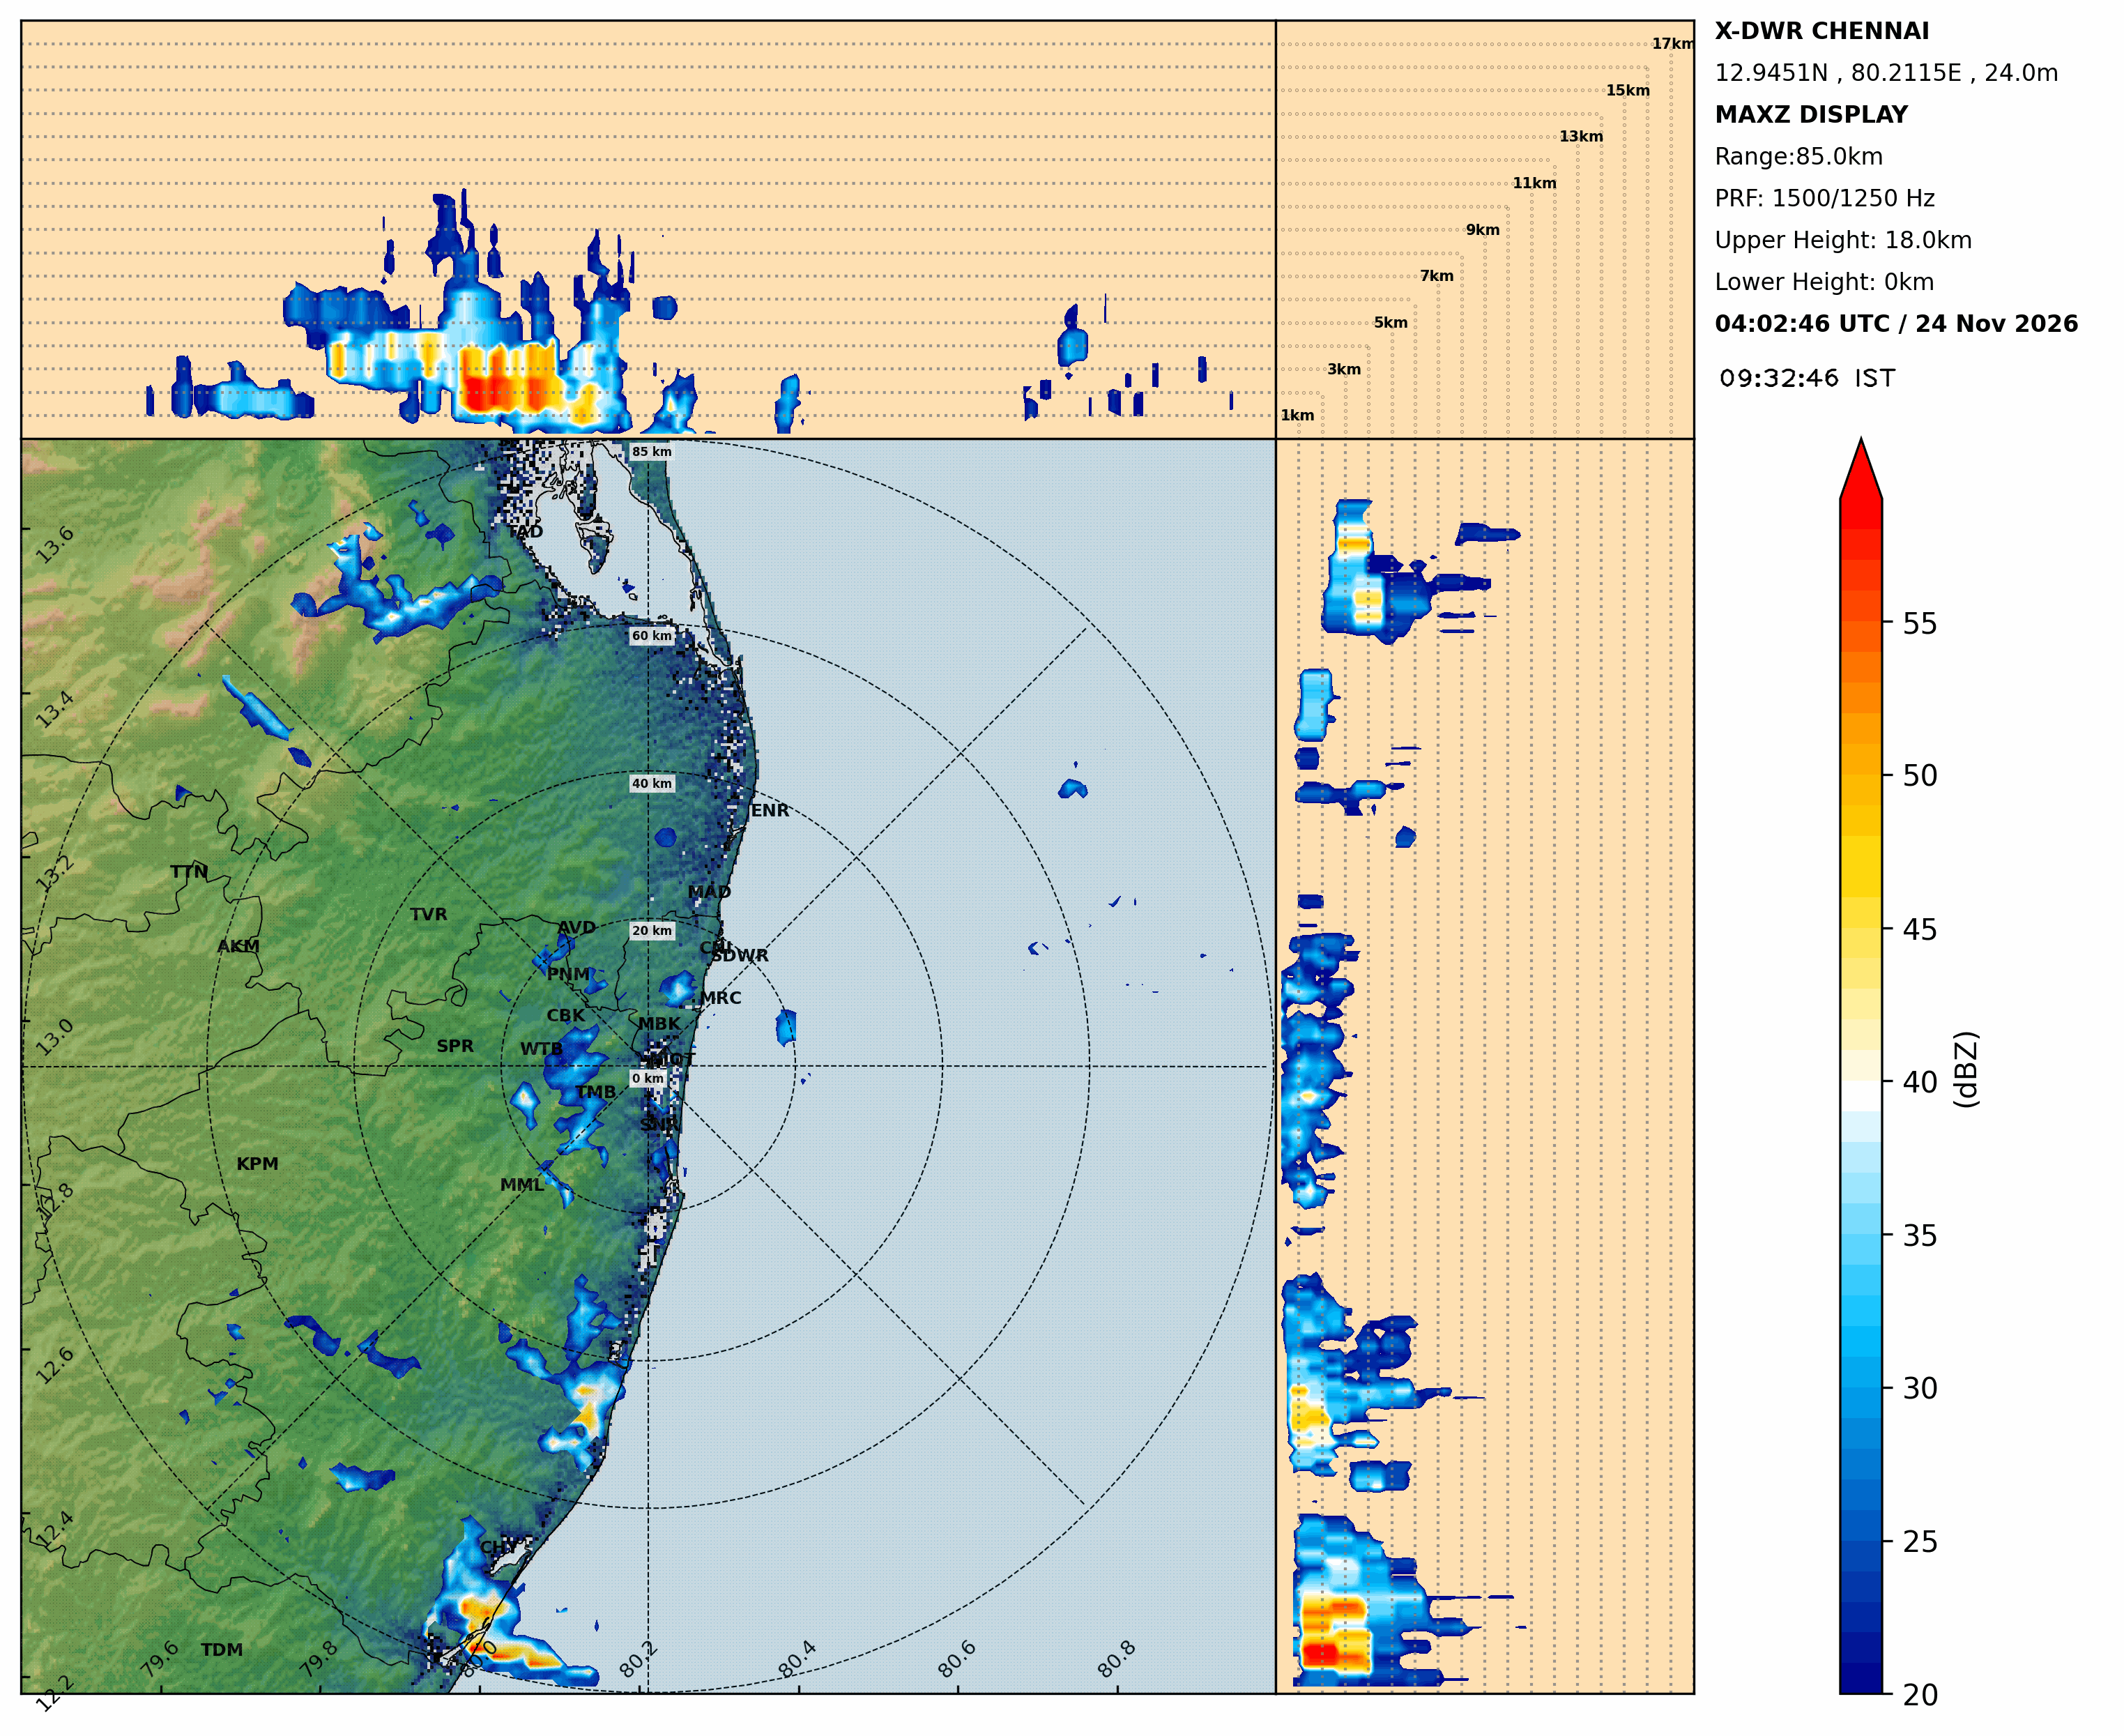 X-DWR CHENNAI
12.9451N , 80.2115E , 24.0m
MAXZ DISPLAY
Range:85.0km
PRF: 1500/1250 Hz
Upper Height: 18.0km
Lower Height: 0km
04:02:46 UTC / 24 Nov 2026
09:32:46 IST
17km
15km
13km
11km
9km
7km
5km
3km
1km
85 km
TAD
13.6
60 km
13.4
40 km
ENR
13.2
TTN
MAD
TVR
AVD
20 km
AKM
SDWR
PNM
MRC
CBK
MBK
13.0
SPR
WTB
0 km
TMB
SNR
KPM
MML
12.8
12.6
12.4
CHY
TDM
12.2
79.6
79.8
80.0
80.2
80.4
80.6
80.8
55
50
45
40
35
30
25
20
(dBZ)